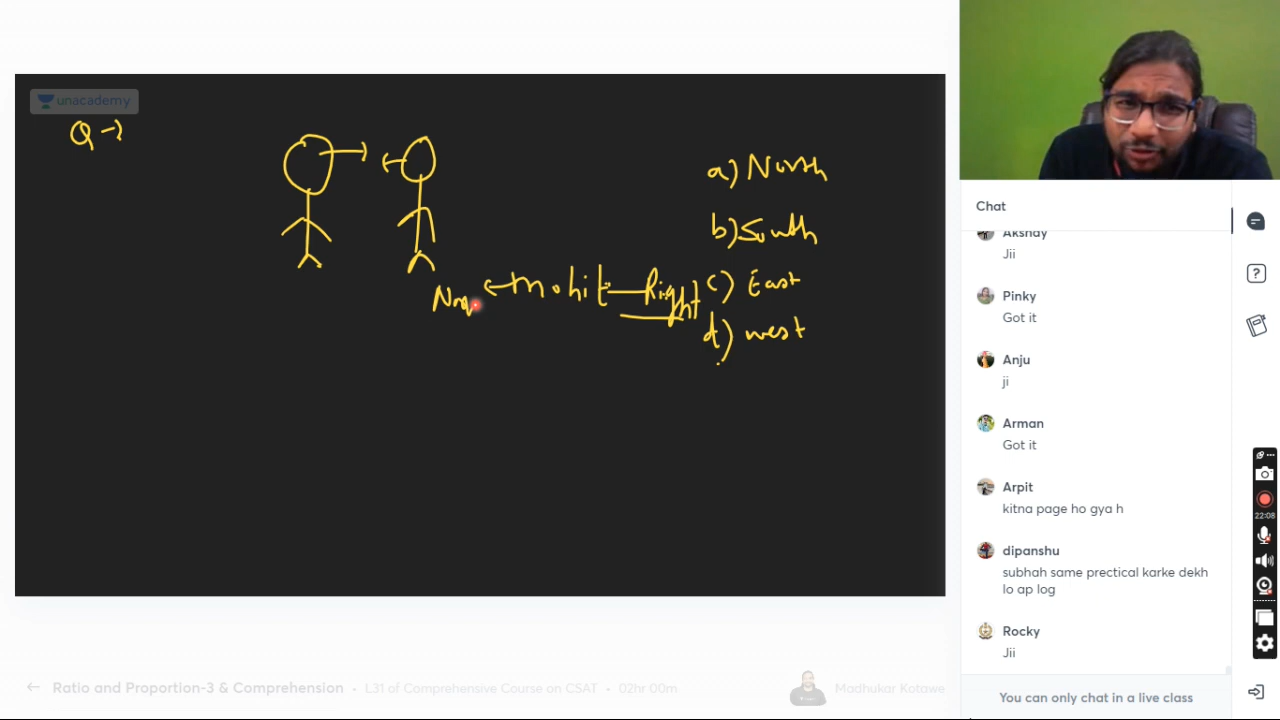 unacademy
Q →
a) North
b) South
← Mohit — Right
c) East
d) west
Chat
Akshay
Jii
Pinky
Got it
Anju
ji
Arman
Got it
Arpit
kitna page ho gya h
dipanshu
subhah same prectical karke dekh
lo ap log
Rocky
Jii
You can only chat in a live class
22:08
← Ratio and Proportion-3 & Comprehension • L31 of Comprehensive Course on CSAT • 02hr 00m
Madhukar Kotawe